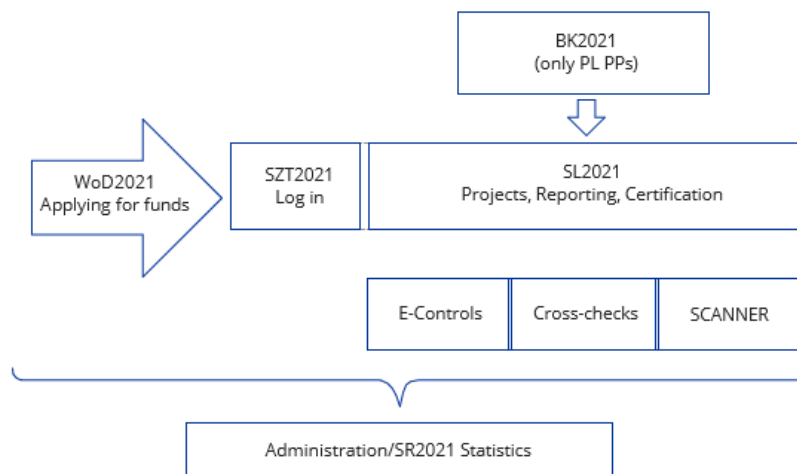 BK2021
(only PL PPs)
WoD2021
Applying for funds
SZT2021
Log in
SL2021
Projects, Reporting, Certification
E-Controls
Cross-checks
SCANNER
Administration/SR2021 Statistics